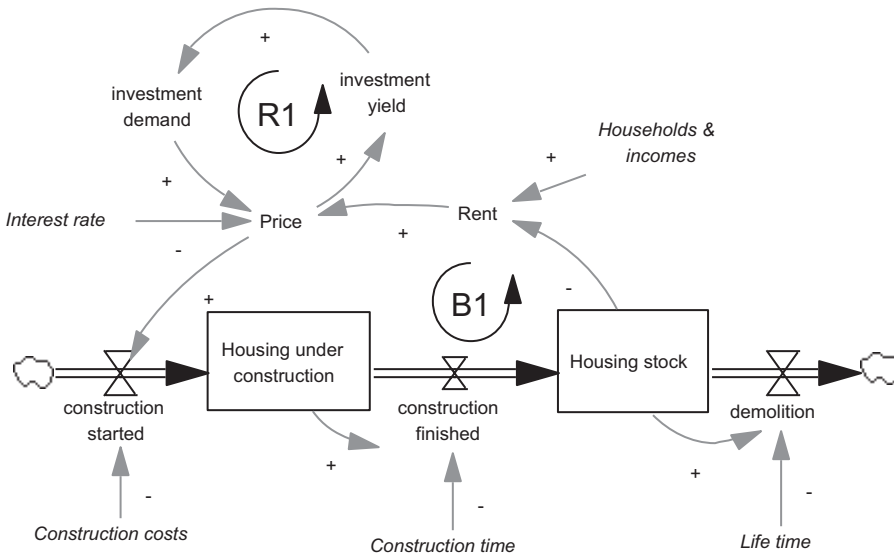 +
investment
demand
R1
investment
yield
Households &
incomes
+
+
+
Interest rate
Price
Rent
+
-
+
B1
-
Housing under
construction
Housing stock
construction
started
construction
finished
demolition
+
+
-
-
-
Construction costs
Construction time
Life time